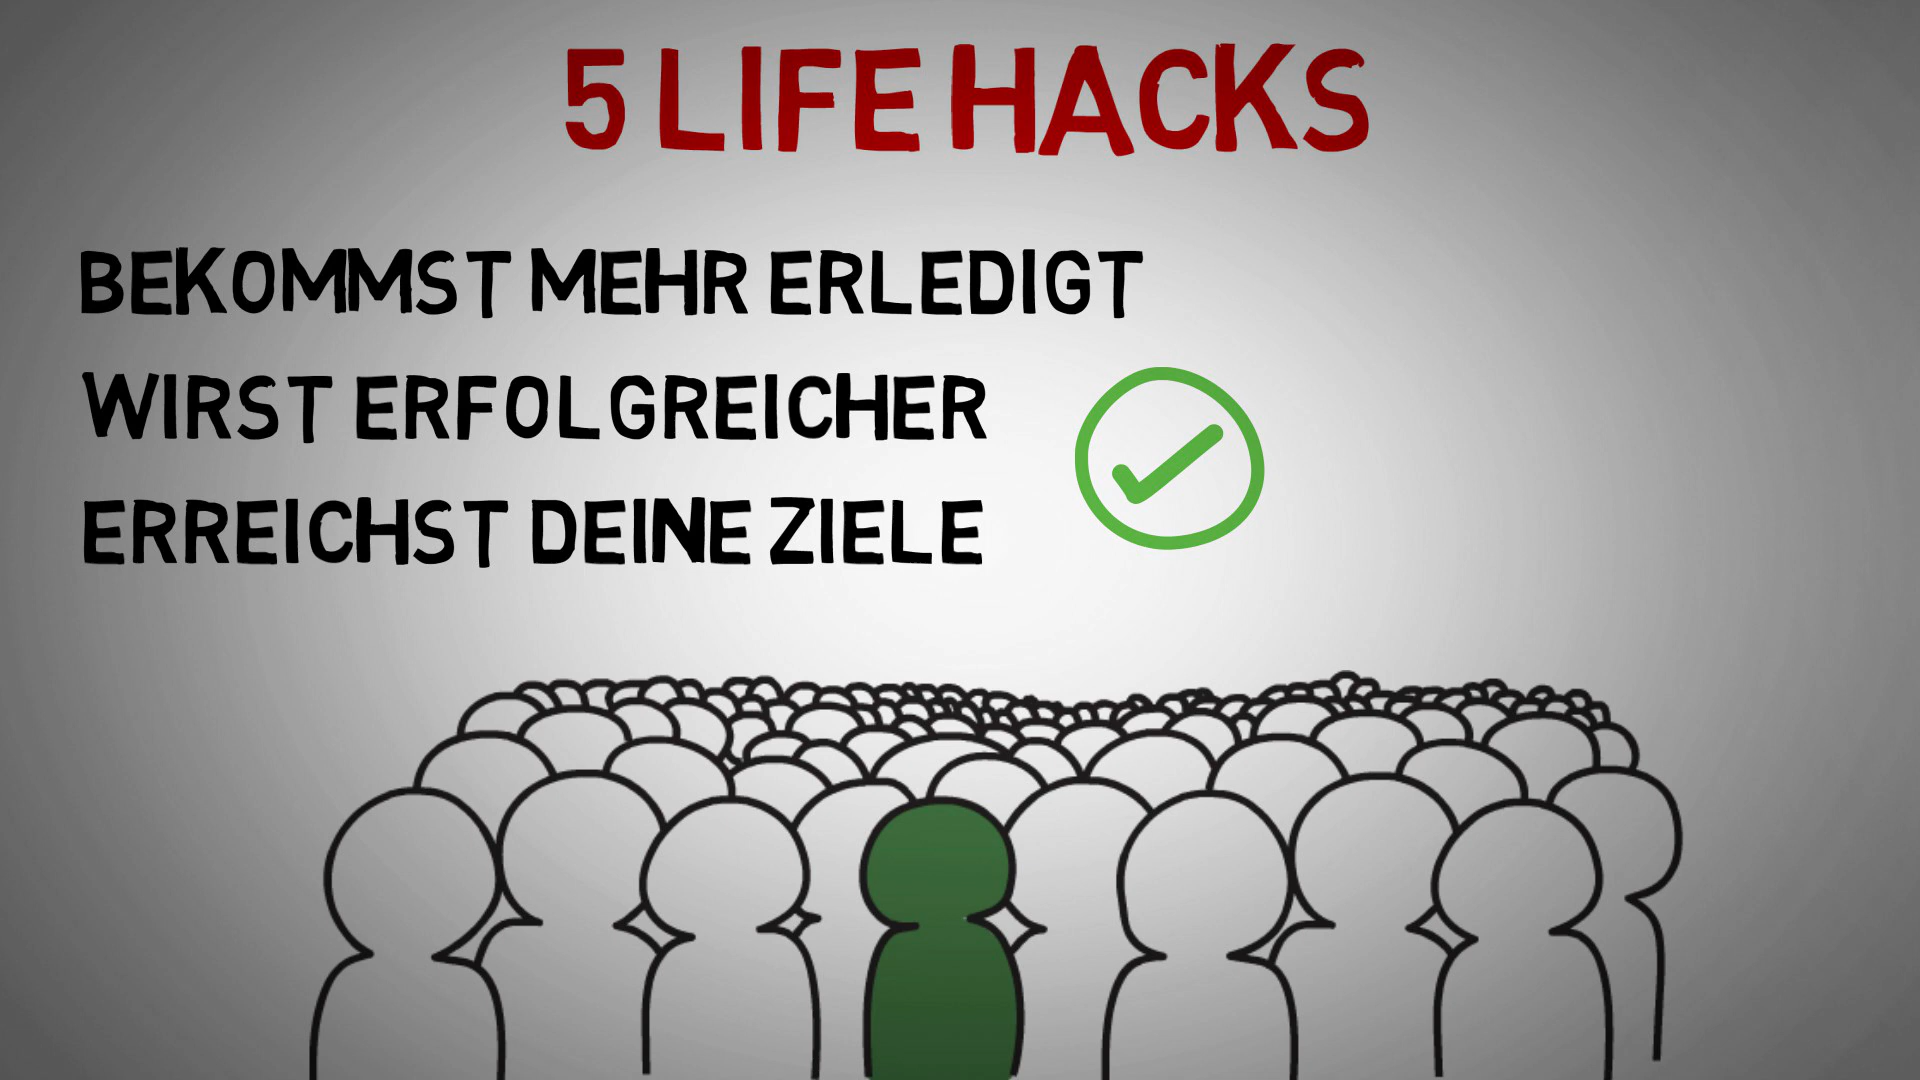 5 LIFE HACKS
BEKOMMST MEHR ERLEDIGT
WIRST ERFOLGREICHER
ERREICHST DEINE ZIELE